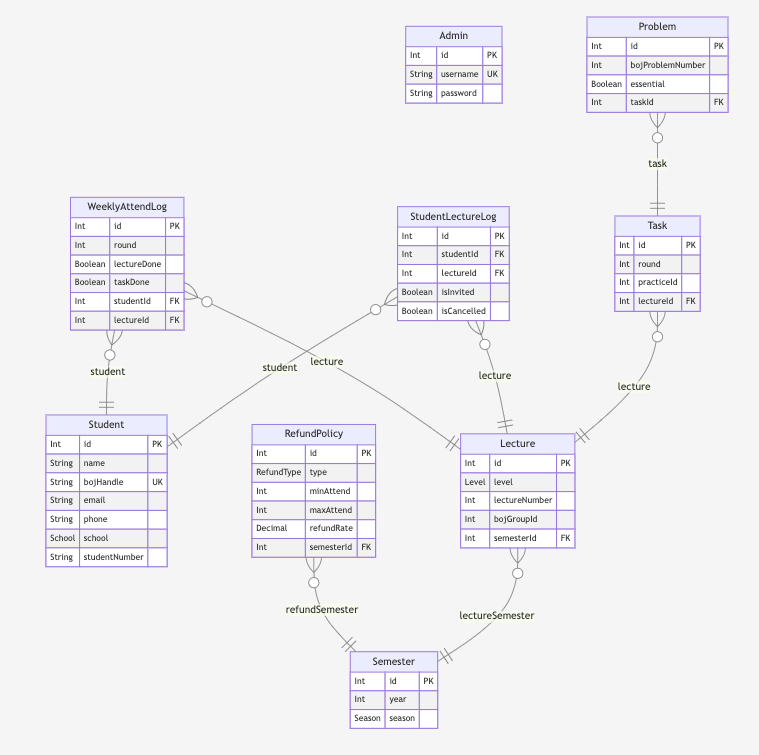 Admin
Int id PK
String username UK
String password
Problem
Int id PK
Int bojProblemNumber
Boolean essential
Int taskId FK
task
WeeklyAttendLog
Int id PK
Int round
Boolean lectureDone
Boolean taskDone
Int studentId FK
Int lectureId FK
StudentLectureLog
Int id PK
Int studentId FK
Int lectureId FK
Boolean isInvited
Boolean isCancelled
Task
Int id PK
Int round
Int practiceId
Int lectureId FK
student
student
lecture
lecture
lecture
Student
Int id PK
String name
String bojHandle UK
String email
String phone
School school
String studentNumber
RefundPolicy
Int id PK
RefundType type
Int minAttend
Int maxAttend
Decimal refundRate
Int semesterId FK
Lecture
Int id PK
Level level
Int lectureNumber
Int bojGroupId
Int semesterId FK
refundSemester
lectureSemester
Semester
Int id PK
Int year
Season season